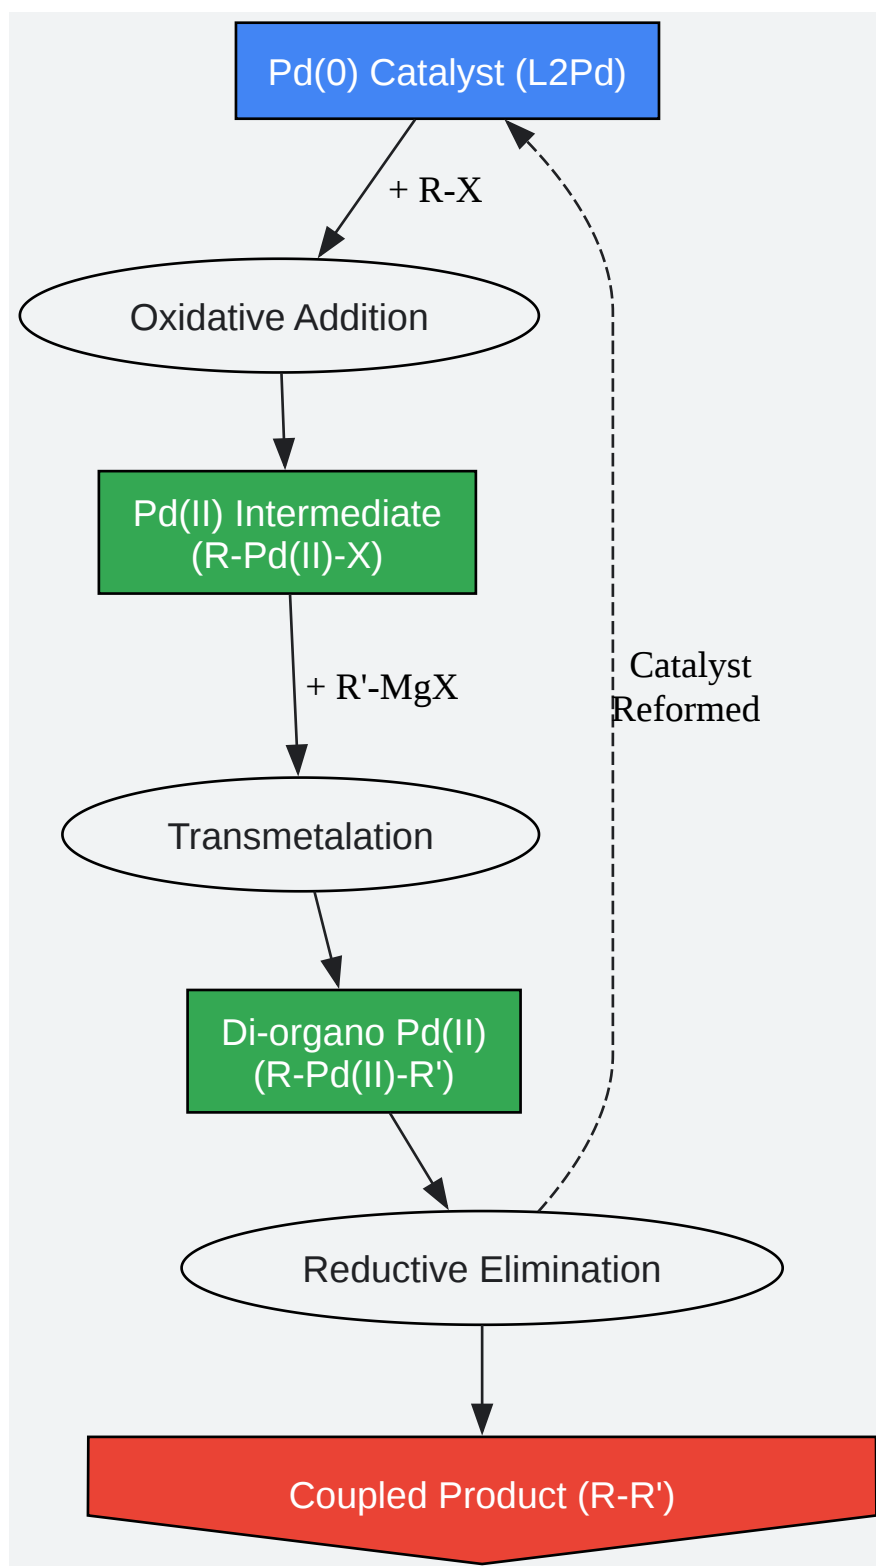 Pd(0) Catalyst (L2Pd)
+ R-X
Oxidative Addition
Pd(II) Intermediate
(R-Pd(II)-X)
+ R'-MgX
Catalyst
Reformed
Transmetalation
Di-organo Pd(II)
(R-Pd(II)-R')
Reductive Elimination
Coupled Product (R-R')